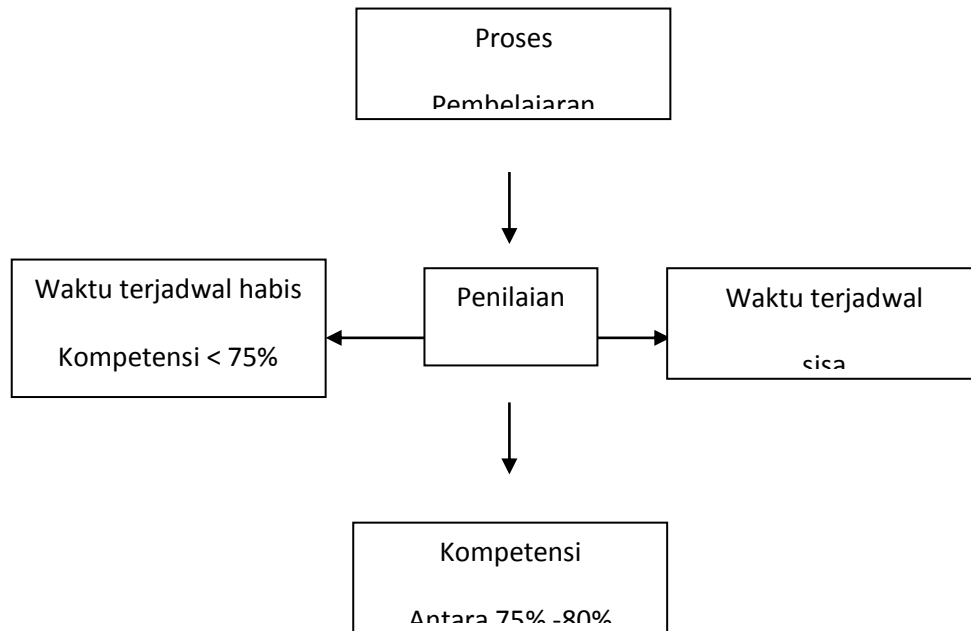 Proses
Pembelajaran
Waktu terjadwal habis
Kompetensi < 75%
Penilaian
Waktu terjadwal
sisa
Kompetensi
Antara 75% -80%